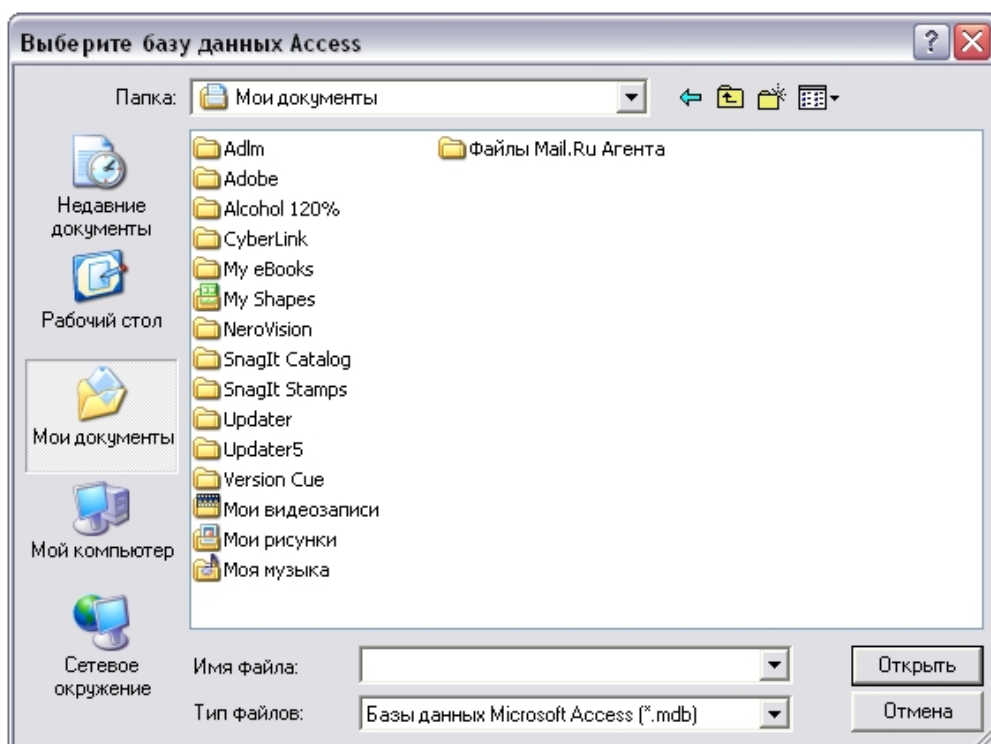 Выберите базу данных Access
Папка: Мои документы
Недавние
документы
Рабочий стол
Мои документы
Мой компьютер
Сетевое
окружение
Adlm
Adobe
Alcohol 120%
CyberLink
My eBooks
My Shapes
NeroVision
SnagIt Catalog
SnagIt Stamps
Updater
Updater5
Version Cue
Мои видеозаписи
Мои рисунки
Моя музыка
Файлы Mail.Ru Агента
Имя файла:
Открыть
Тип файлов: Базы данных Microsoft Access (*.mdb)
Отмена